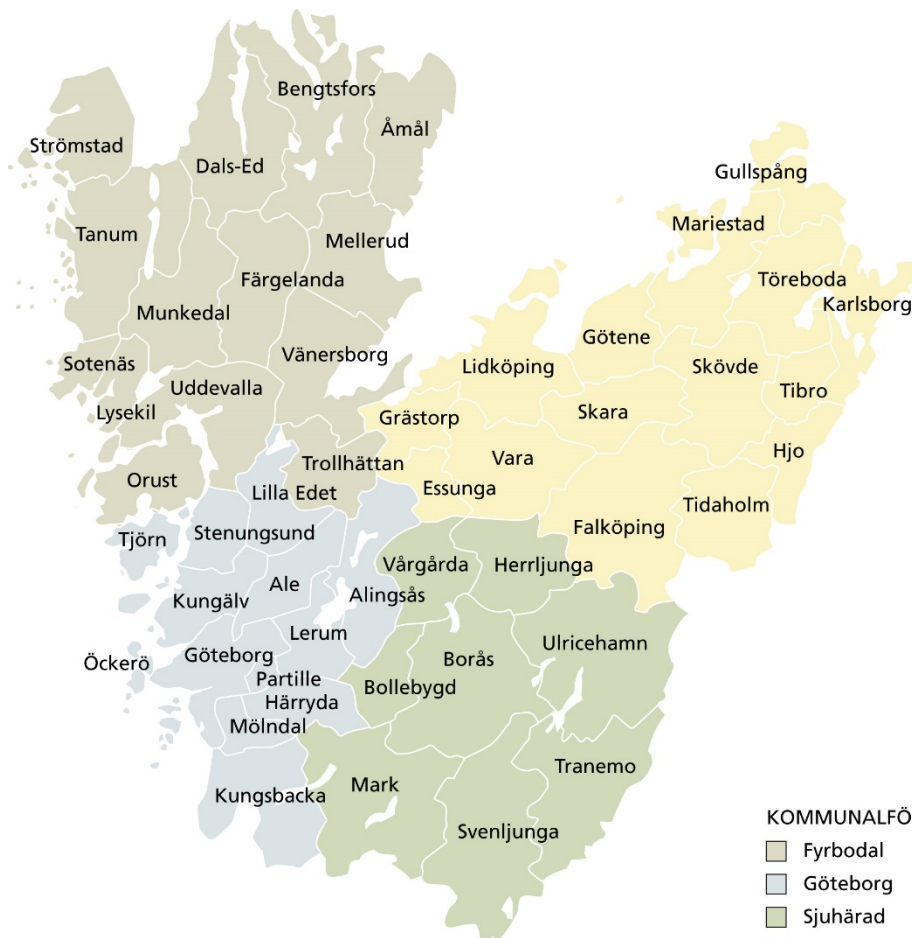 Bengtsfors
Åmål
Strömstad
Dals-Ed
Gullspång
Mariestad
Tanum
Mellerud
Färgelanda
Töreboda
Karlsborg
Munkedal
Götene
Vänersborg
Sotenäs
Lidköping
Skövde
Uddevalla
Tibro
Lysekil
Grästorp
Skara
Hjo
Vara
Trollhättan
Orust
Essunga
Lilla Edet
Tidaholm
Falköping
Stenungsund
Tjörn
Vårgårda
Herrljunga
Ale
Alingsås
Kungälv
Lerum
Ulricehamn
Göteborg
Borås
Öckerö
Partille
Bollebygd
Härryda
Mölndal
Tranemo
Mark
Kungsbacka
Svenljunga
KOMMUNALFÖ
Fyrbodal
Göteborg
Sjuhärad